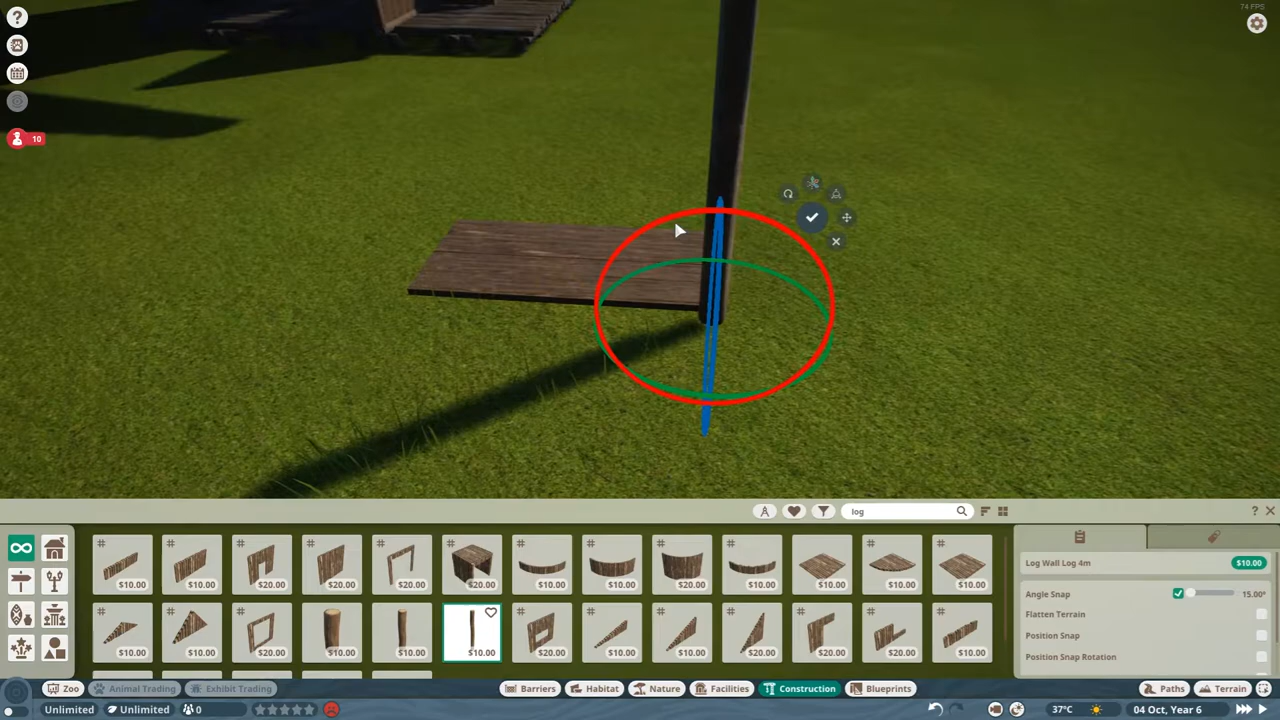 74 FPS
10
log
$10.00 $10.00 $20.00 $20.00 $10.00 $20.00 $10.00 $10.00 $20.00 $10.00 $10.00 $10.00 $10.00
$10.00 $10.00 $20.00 $10.00 $10.00 $10.00 $20.00 $10.00 $10.00 $20.00 $20.00 $20.00 $10.00
Log Wall Log 4m $10.00
Angle Snap 15.00°
Flatten Terrain
Position Snap
Position Snap Rotation
Zoo Animal Trading Exhibit Trading Barriers Habitat Nature Facilities Construction Blueprints Paths Terrain
Unlimited Unlimited 0 37°C 04 Oct, Year 6